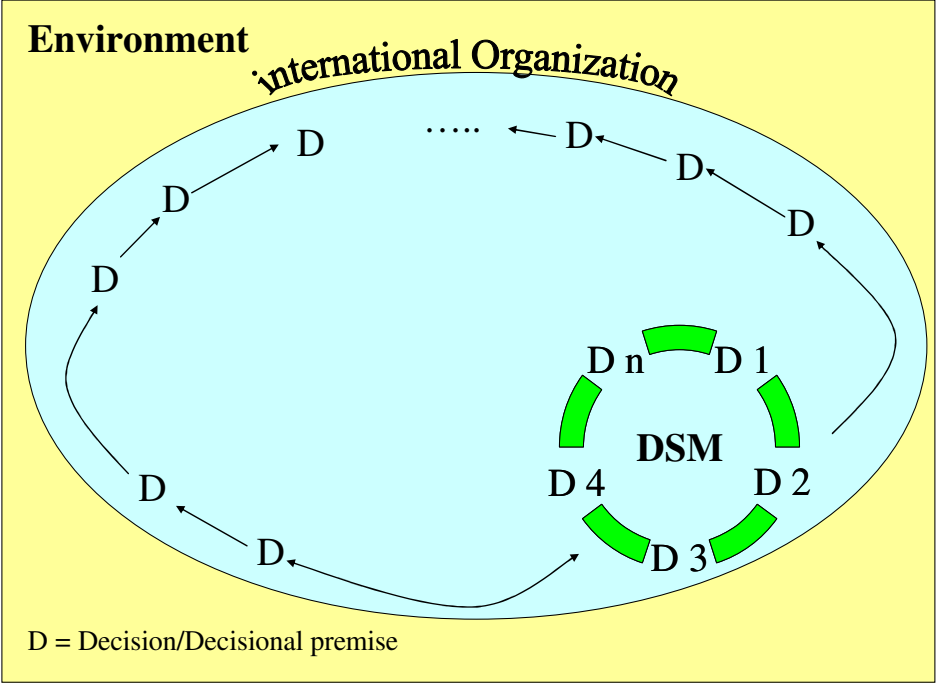 Environment
international Organization
D
.....
D
D
D
D
D
D n
D 1
DSM
D 4
D 2
D 3
D
D
D = Decision/Decisional premise